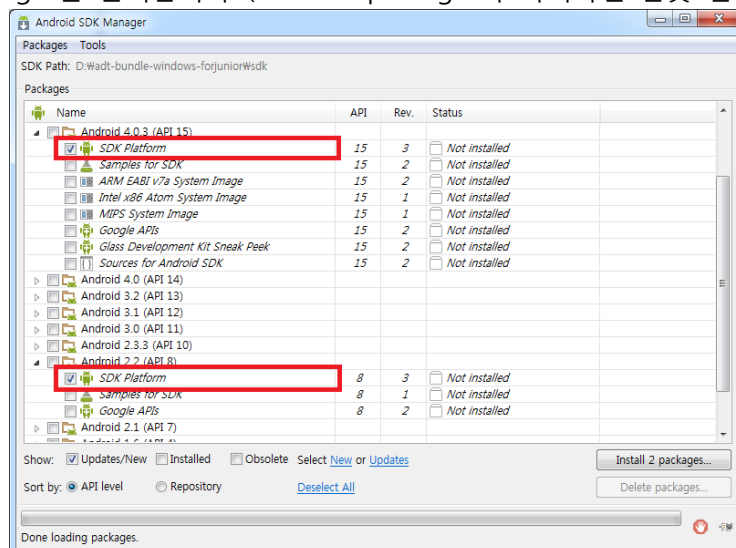 Android SDK Manager
Packages Tools
SDK Path: D:₩adt-bundle-windows-forjunior₩sdk
Packages
Name API Rev. Status
Android 4.0.3 (API 15)
SDK Platform 15 3 Not installed
Samples for SDK 15 2 Not installed
ARM EABI v7a System Image 15 2 Not installed
Intel x86 Atom System Image 15 1 Not installed
MIPS System Image 15 1 Not installed
Google APIs 15 2 Not installed
Glass Development Kit Sneak Peek 15 2 Not installed
Sources for Android SDK 15 2 Not installed
Android 4.0 (API 14)
Android 3.2 (API 13)
Android 3.1 (API 12)
Android 3.0 (API 11)
Android 2.3.3 (API 10)
Android 2.2 (API 8)
SDK Platform 8 3 Not installed
Samples for SDK 8 1 Not installed
Google APIs 8 2 Not installed
Android 2.1 (API 7)
Android 1.6 (API 4)
Show: Updates/New Installed Obsolete Select New or Updates Install 2 packages...
Sort by: API level Repository Deselect All Delete packages...
Done loading packages.